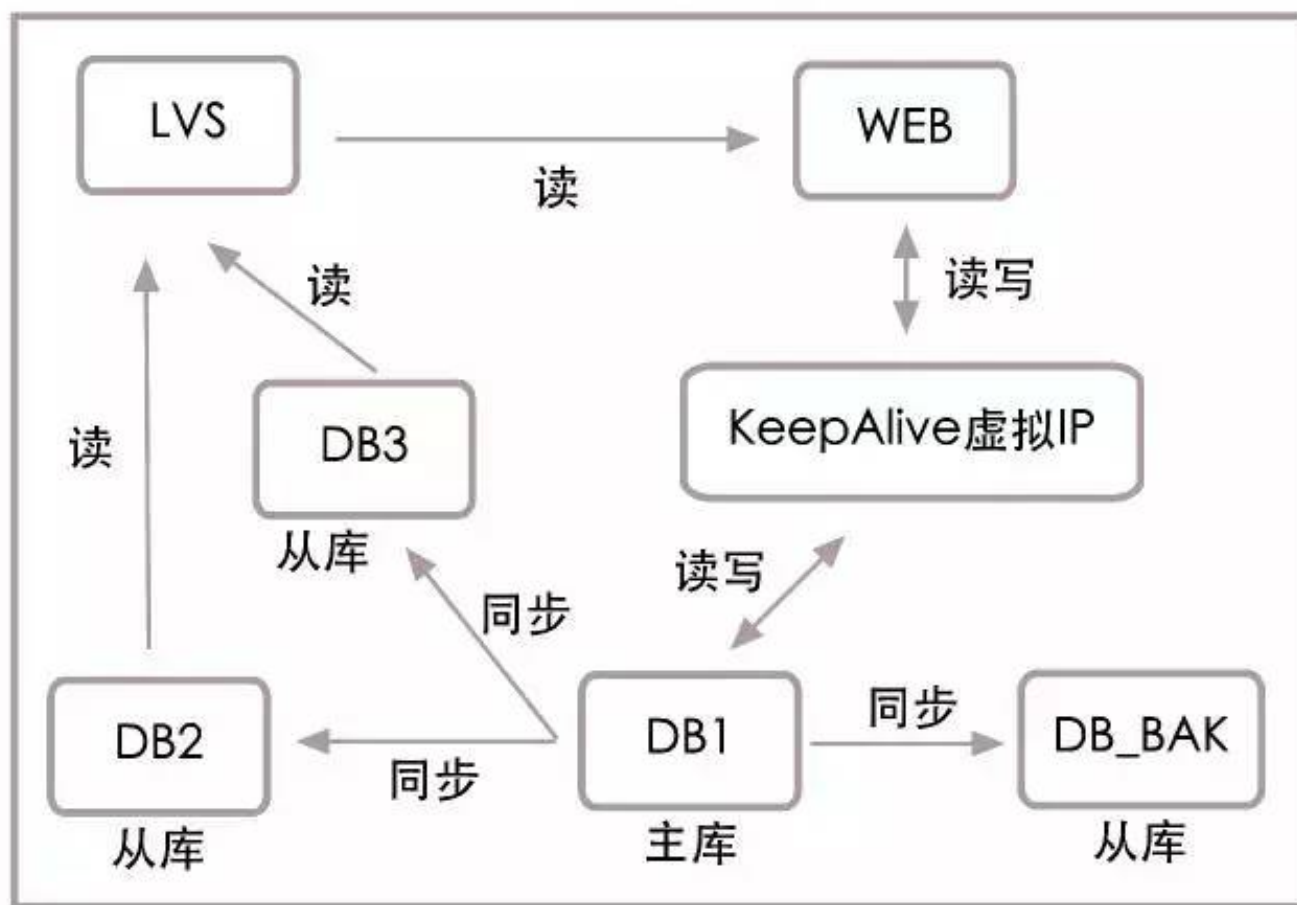 LVS
WEB
读
读
读写
KeepAlive虚拟IP
读
DB3
从库
读写
同步
DB2
DB1
同步
DB_BAK
同步
从库
主库
从库